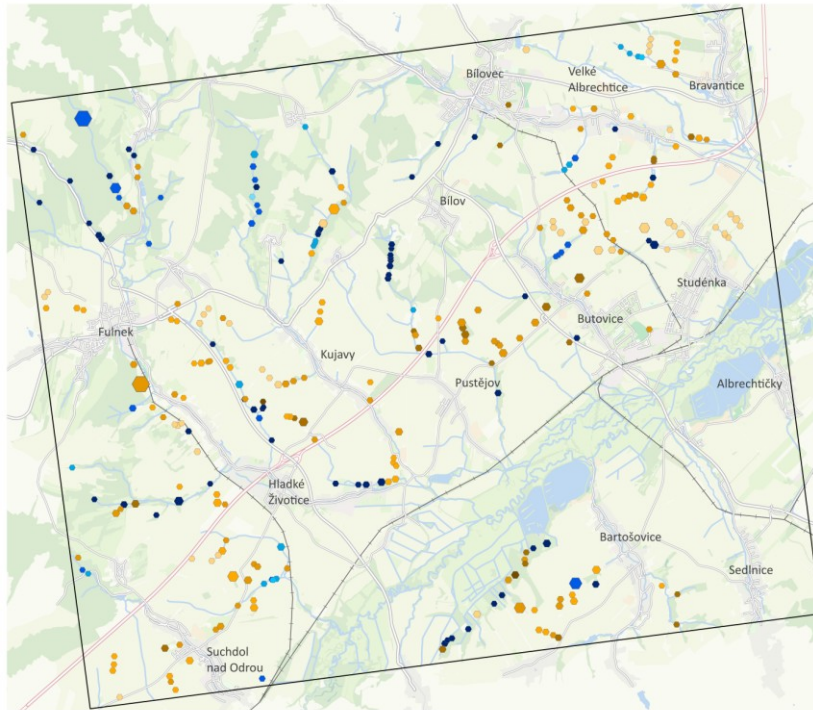 Bílovec
Velké
Albrechtice
Bravantice
Bílov
Studénka
Fulnek
Butovice
Kujavy
Pustějov
Albrechtičky
Hladké
Životice
Bartošovice
Sedlnice
Suchdol
nad Odrou